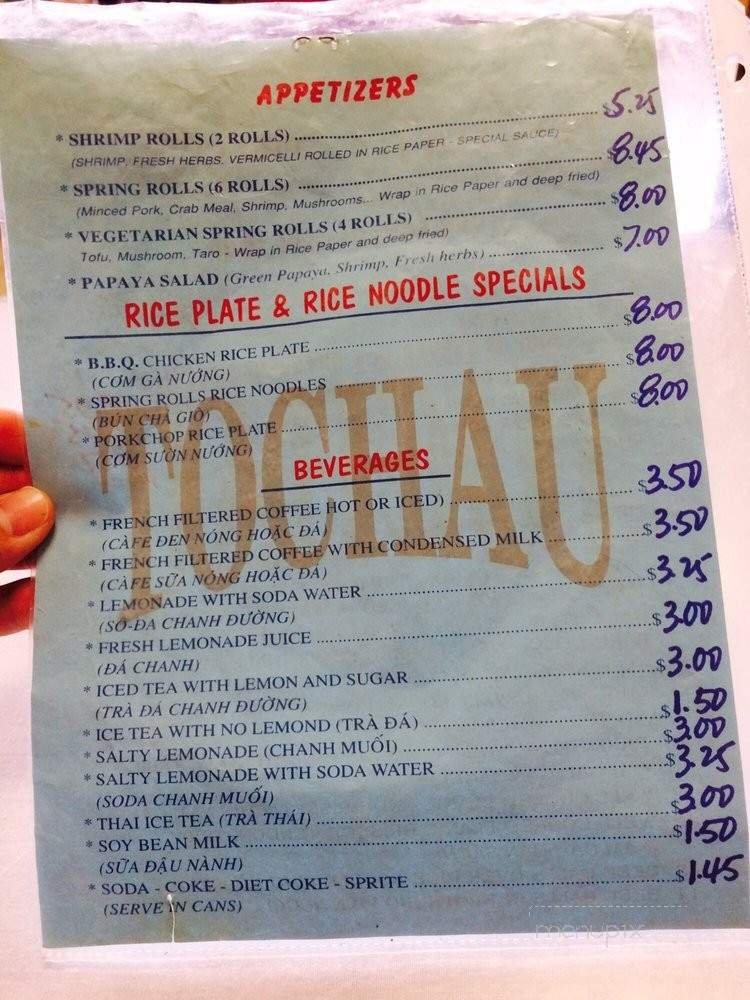 APPETIZERS
* SHRIMP ROLLS (2 ROLLS) $5.25
(SHRIMP, FRESH HERBS. VERMICELLI ROLLED IN RICE PAPER - SPECIAL SAUCE)
* SPRING ROLLS (6 ROLLS) $8.45
(Minced Pork, Crab Meal, Shrimp, Mushrooms... Wrap in Rice Paper and deep fried)
* VEGETARIAN SPRING ROLLS (4 ROLLS) $8.00
Tofu, Mushroom, Taro - Wrap in Rice Paper and deep fried)
* PAPAYA SALAD (Green Papaya, Shrimp, Fresh herbs) $7.00
RICE PLATE & RICE NOODLE SPECIALS
* B.B.Q. CHICKEN RICE PLATE $8.00
(CƠM GÀ NƯỚNG)
* SPRING ROLLS RICE NOODLES $8.00
(BÚN CHẢ GIÒ)
* PORKCHOP RICE PLATE $8.00
(CƠM SƯỜN NƯỚNG)
TOCHAU
BEVERAGES
* FRENCH FILTERED COFFEE HOT OR ICED) $3.50
(CÀFE ĐEN NÓNG HOẶC ĐÁ)
* FRENCH FILTERED COFFEE WITH CONDENSED MILK $3.50
(CÀFE SỮA NÓNG HOẶC ĐÁ)
* LEMONADE WITH SODA WATER $3.25
(SÔ-ĐA CHANH ĐƯỜNG)
* FRESH LEMONADE JUICE $3.00
(ĐÁ CHANH)
* ICED TEA WITH LEMON AND SUGAR $3.00
(TRÀ ĐÁ CHANH ĐƯỜNG)
* ICE TEA WITH NO LEMOND (TRÀ ĐÁ) $1.50
* SALTY LEMONADE (CHANH MUỐI) $3.00
* SALTY LEMONADE WITH SODA WATER $3.25
(SODA CHANH MUỐI)
* THAI ICE TEA (TRÀ THÁI) $3.00
* SOY BEAN MILK $1.50
(SỮA ĐẬU NÀNH)
* SODA - COKE - DIET COKE - SPRITE $1.45
(SERVE IN CANS)
menupix